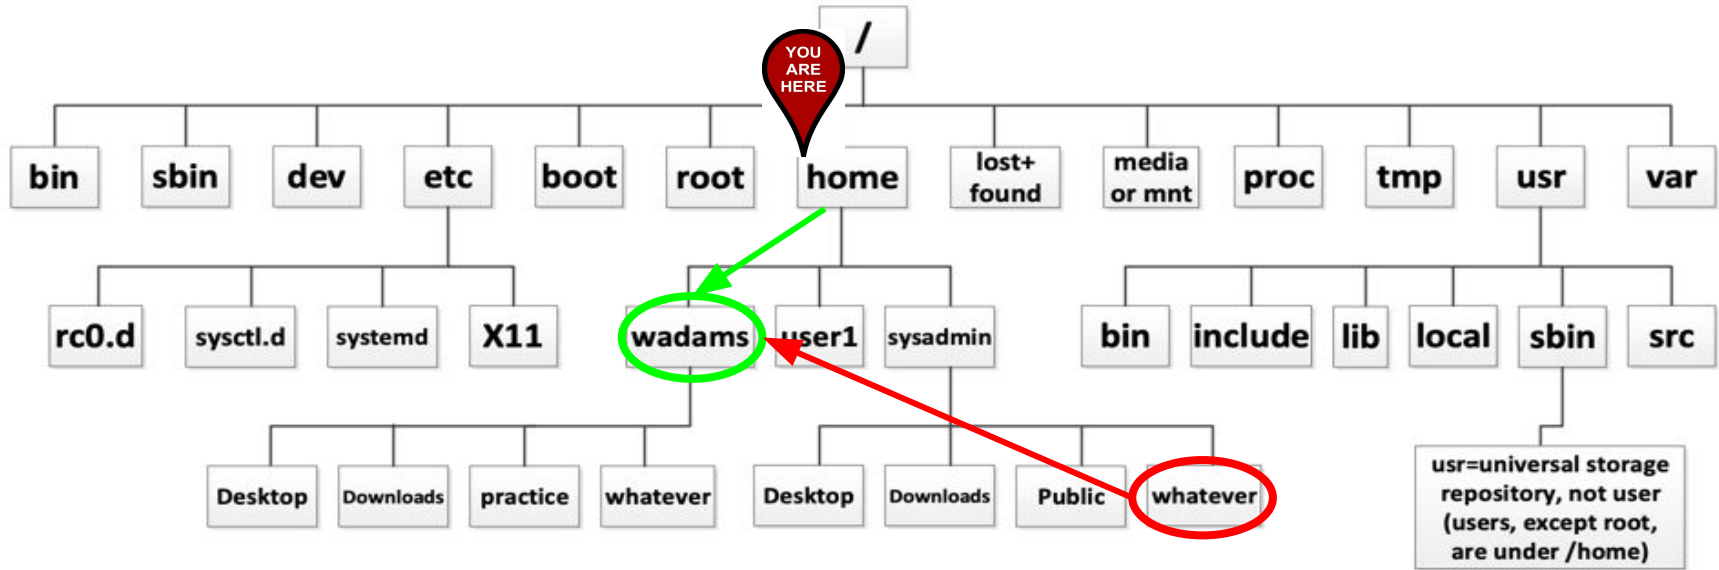 /
YOU
ARE
HERE
bin
sbin
dev
etc
boot
root
home
lost+
found
media
or mnt
proc
tmp
usr
var
rc0.d
sysctl.d
systemd
X11
wadams
user1
sysadmin
bin
include
lib
local
sbin
src
Desktop
Downloads
practice
whatever
Desktop
Downloads
Public
whatever
usr=universal storage
repository, not user
(users, except root,
are under /home)